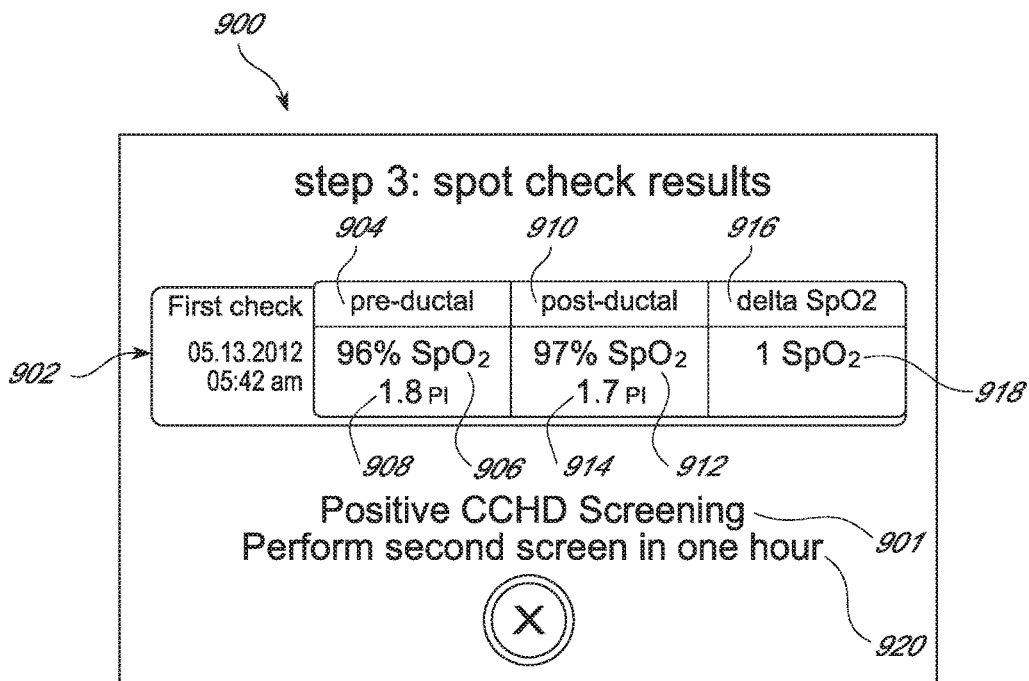 900
step 3: spot check results
904 910 916
First check pre-ductal post-ductal delta SpO2
902 05.13.2012 96% SpO₂ 97% SpO₂ 1 SpO₂
05:42 am 1.8 PI 1.7 PI 918
908 906 914 912
Positive CCHD Screening 901
Perform second screen in one hour
X
920